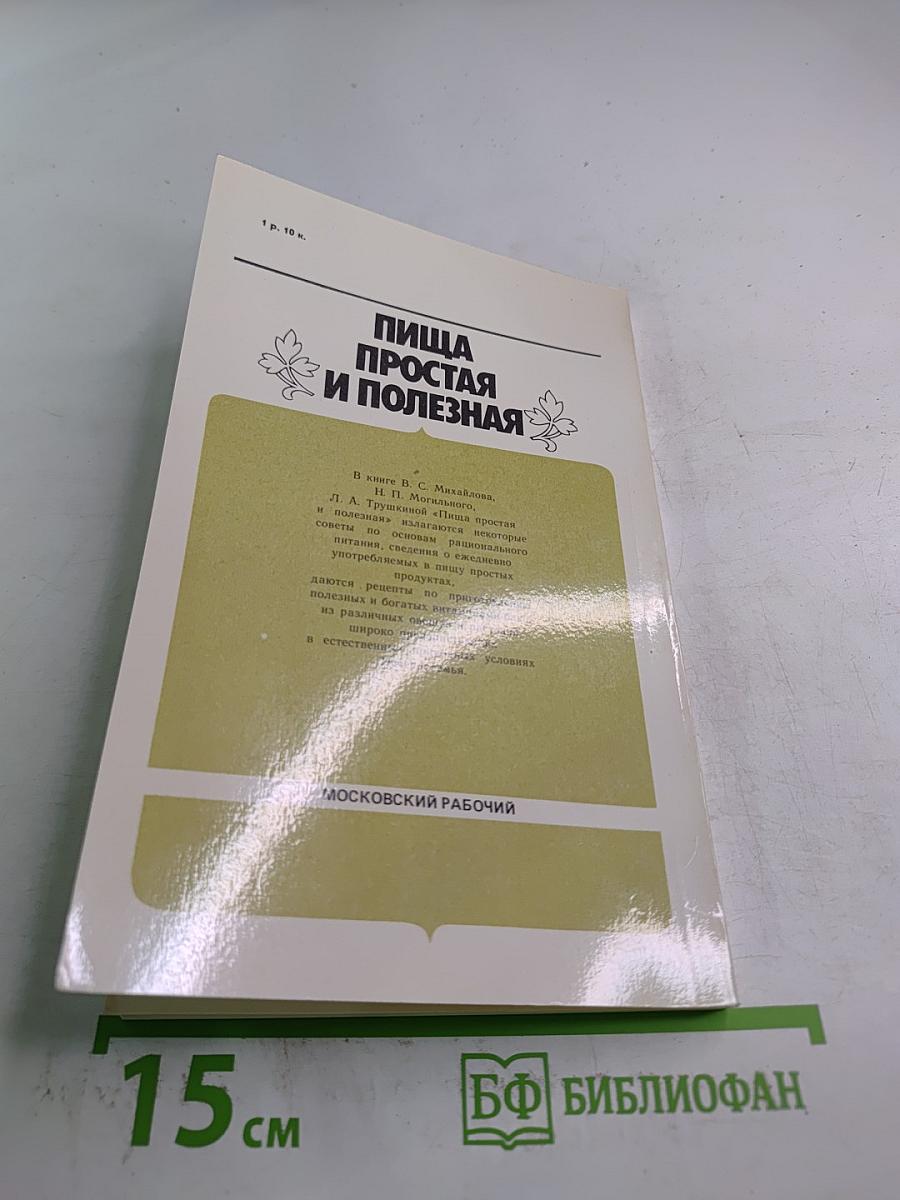 1 р. 10 к.
ПИЩА
ПРОСТАЯ
И ПОЛЕЗНАЯ
В книге В. С. Михайлова,
Н. П. Могильного,
Л. А. Трушкиной «Пища простая
и полезная» излагаются некоторые
советы по основам рационального
питания, сведения о ежедневно
употребляемых в пищу простых
продуктах,
даются рецепты по приготовлению
полезных и богатых
из различных
широко
в естественных условиях
МОСКОВСКИЙ РАБОЧИЙ
15 см
БФ БИБЛИОФАН